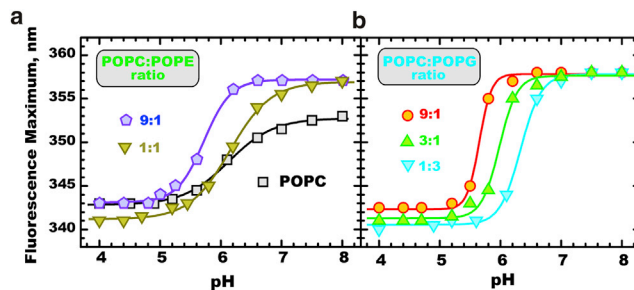 a
Fluorescence Maximum, nm
360
355
350
345
340
POPC:POPE
ratio
9:1
1:1
POPC
4
5
6
7
8
pH
b
POPC:POPG
ratio
9:1
3:1
1:3
4
5
6
7
8
pH